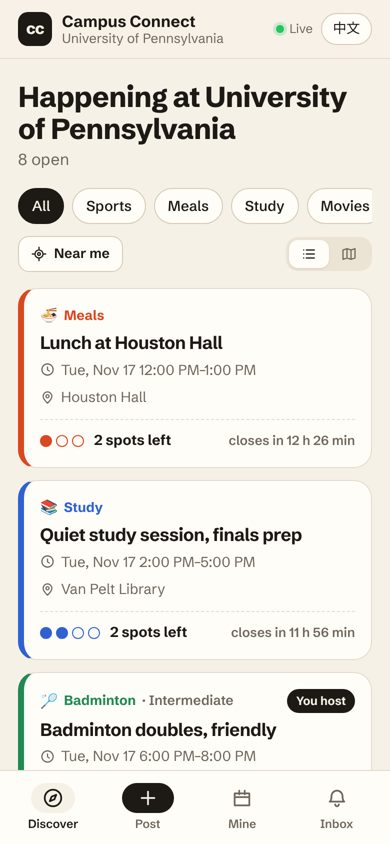 cc
Campus Connect
University of Pennsylvania
Live
中文
Happening at University
of Pennsylvania
8 open
All
Sports
Meals
Study
Movies
Near me
Meals
Lunch at Houston Hall
Tue, Nov 17 12:00 PM–1:00 PM
Houston Hall
2 spots left
closes in 12 h 26 min
Study
Quiet study session, finals prep
Tue, Nov 17 2:00 PM–5:00 PM
Van Pelt Library
2 spots left
closes in 11 h 56 min
Badminton · Intermediate
You host
Badminton doubles, friendly
Tue, Nov 17 6:00 PM–8:00 PM
Discover
Post
Mine
Inbox